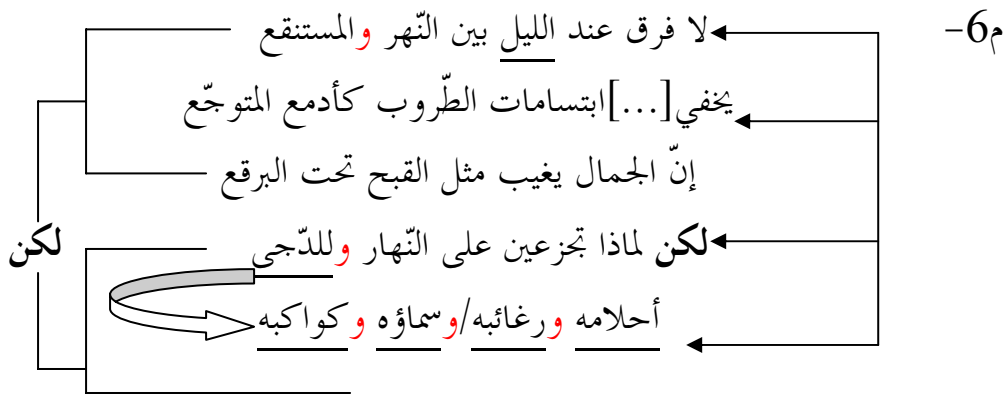 م6-
لا فرق عند الليل بين النّهر والمستنقع
يخفي[...]ابتسامات الطّروب كأدمع المتوجّع
إنّ الجمال يغيب مثل القبح تحت البرقع
لكن لماذا تجزعين على النّهار وللدّجى
لكن
أحلامه ورغائبه/وسماؤه وكواكبه